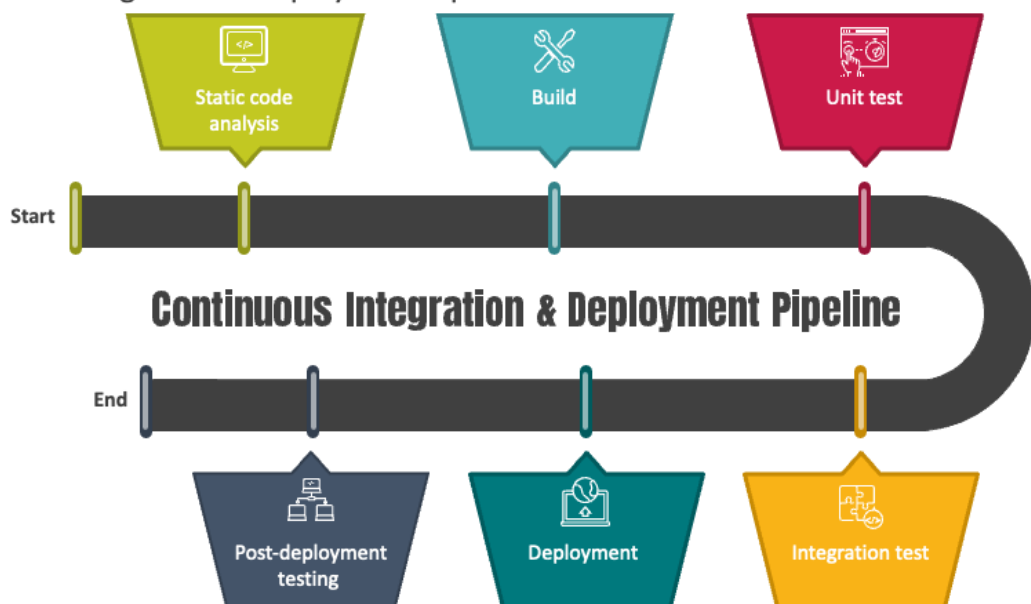 Static code
analysis
Build
Unit test
Start
Continuous Integration & Deployment Pipeline
End
Post-deployment
testing
Deployment
Integration test